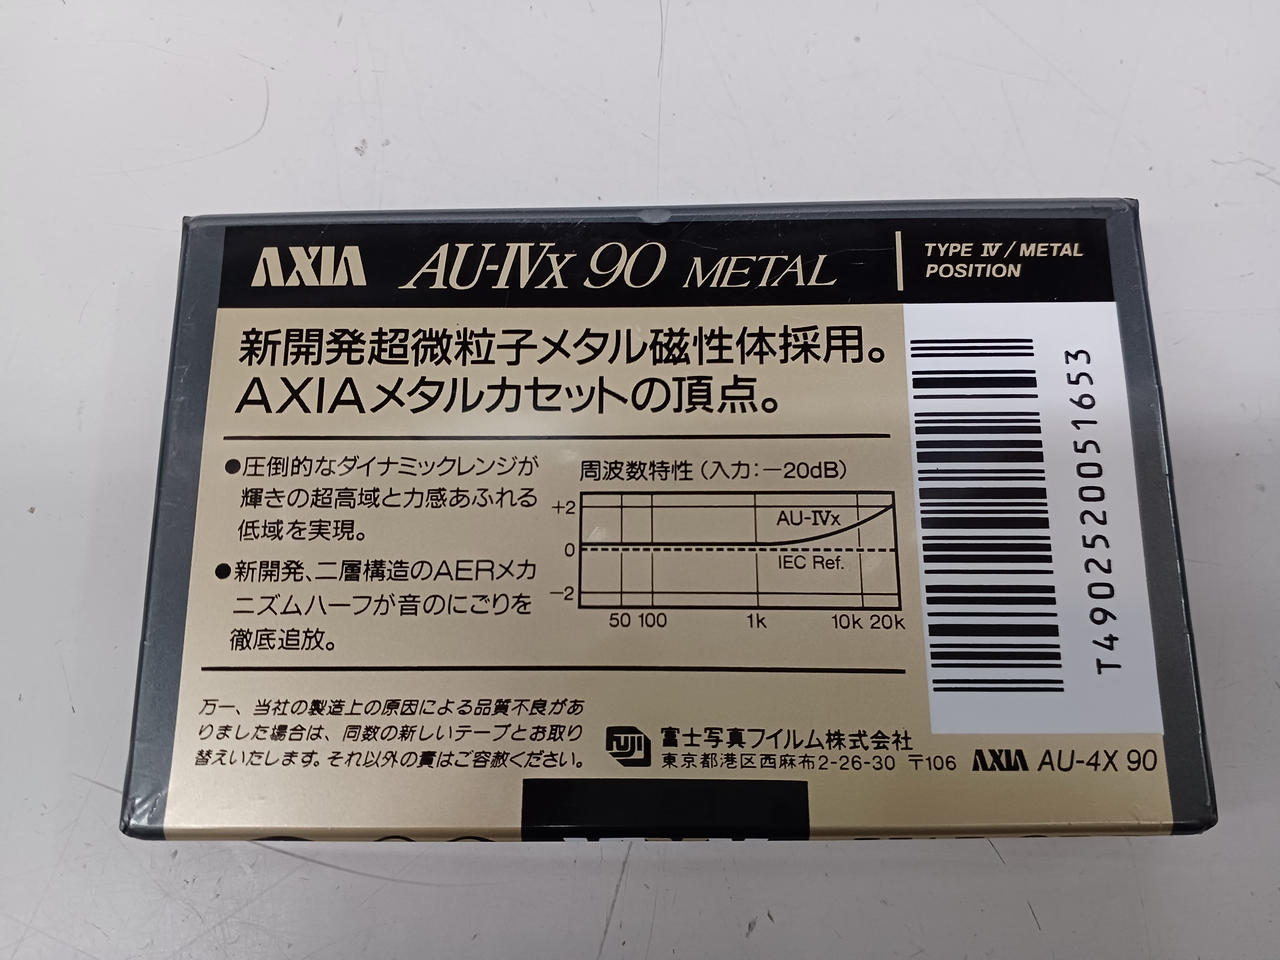 AXIA AU-IVx 90 METAL
TYPE IV / METAL
POSITION
新開発超微粒子メタル磁性体採用。
AXIAメタルカセットの頂点。
●圧倒的なダイナミックレンジが
輝きの超高域と力感あふれる
低域を実現。
●新開発、二層構造のAERメカ
ニズムハーフが音のにごりを
徹底追放。
周波数特性（入力：－20dB）
+2
AU-IVx
0
IEC Ref.
−2
50 100 1k 10k 20k
T4902520051653
万一、当社の製造上の原因による品質不良があ
りました場合は、同数の新しいテープとお取り
替えいたします。それ以外の責はご容赦ください。
FUJI 富士写真フイルム株式会社
東京都港区西麻布2-26-30 〒106
AXIA AU-4X 90